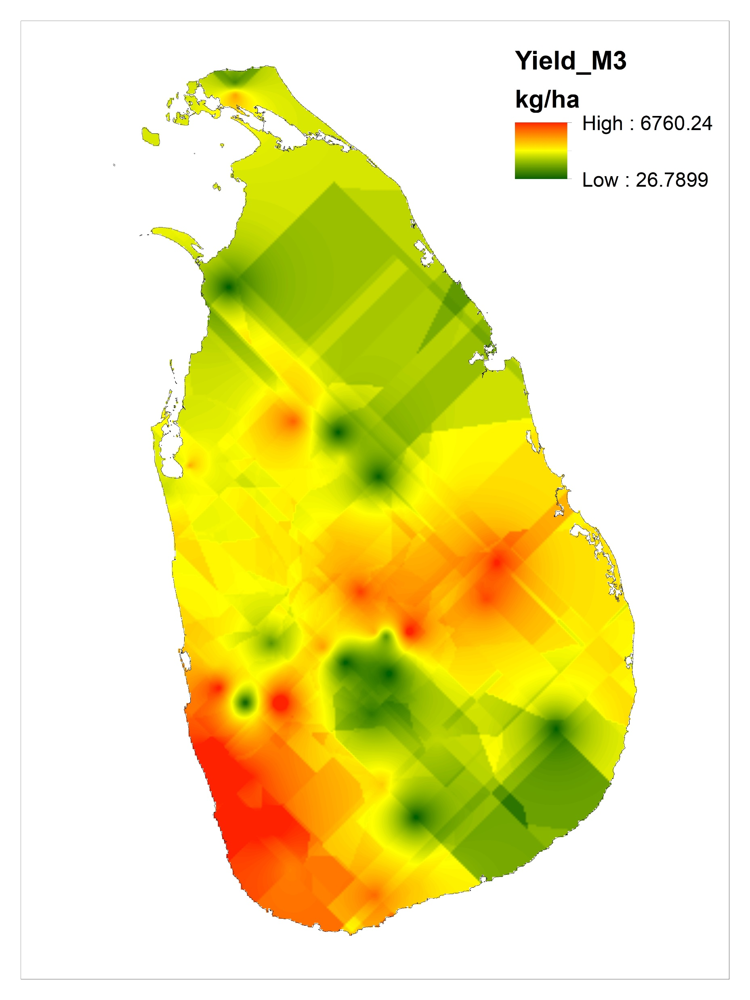 Yield_M3
kg/ha
High : 6760.24
Low : 26.7899